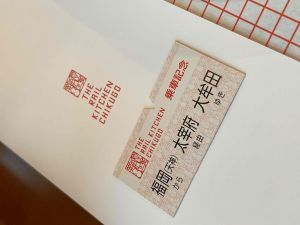 THE
RAIL
KITCHEN
CHIKUGO
THE
RAIL KITCHEN
CHIKUGO
乗車記念
福岡(天神)から
太宰府経由
大牟田ゆき